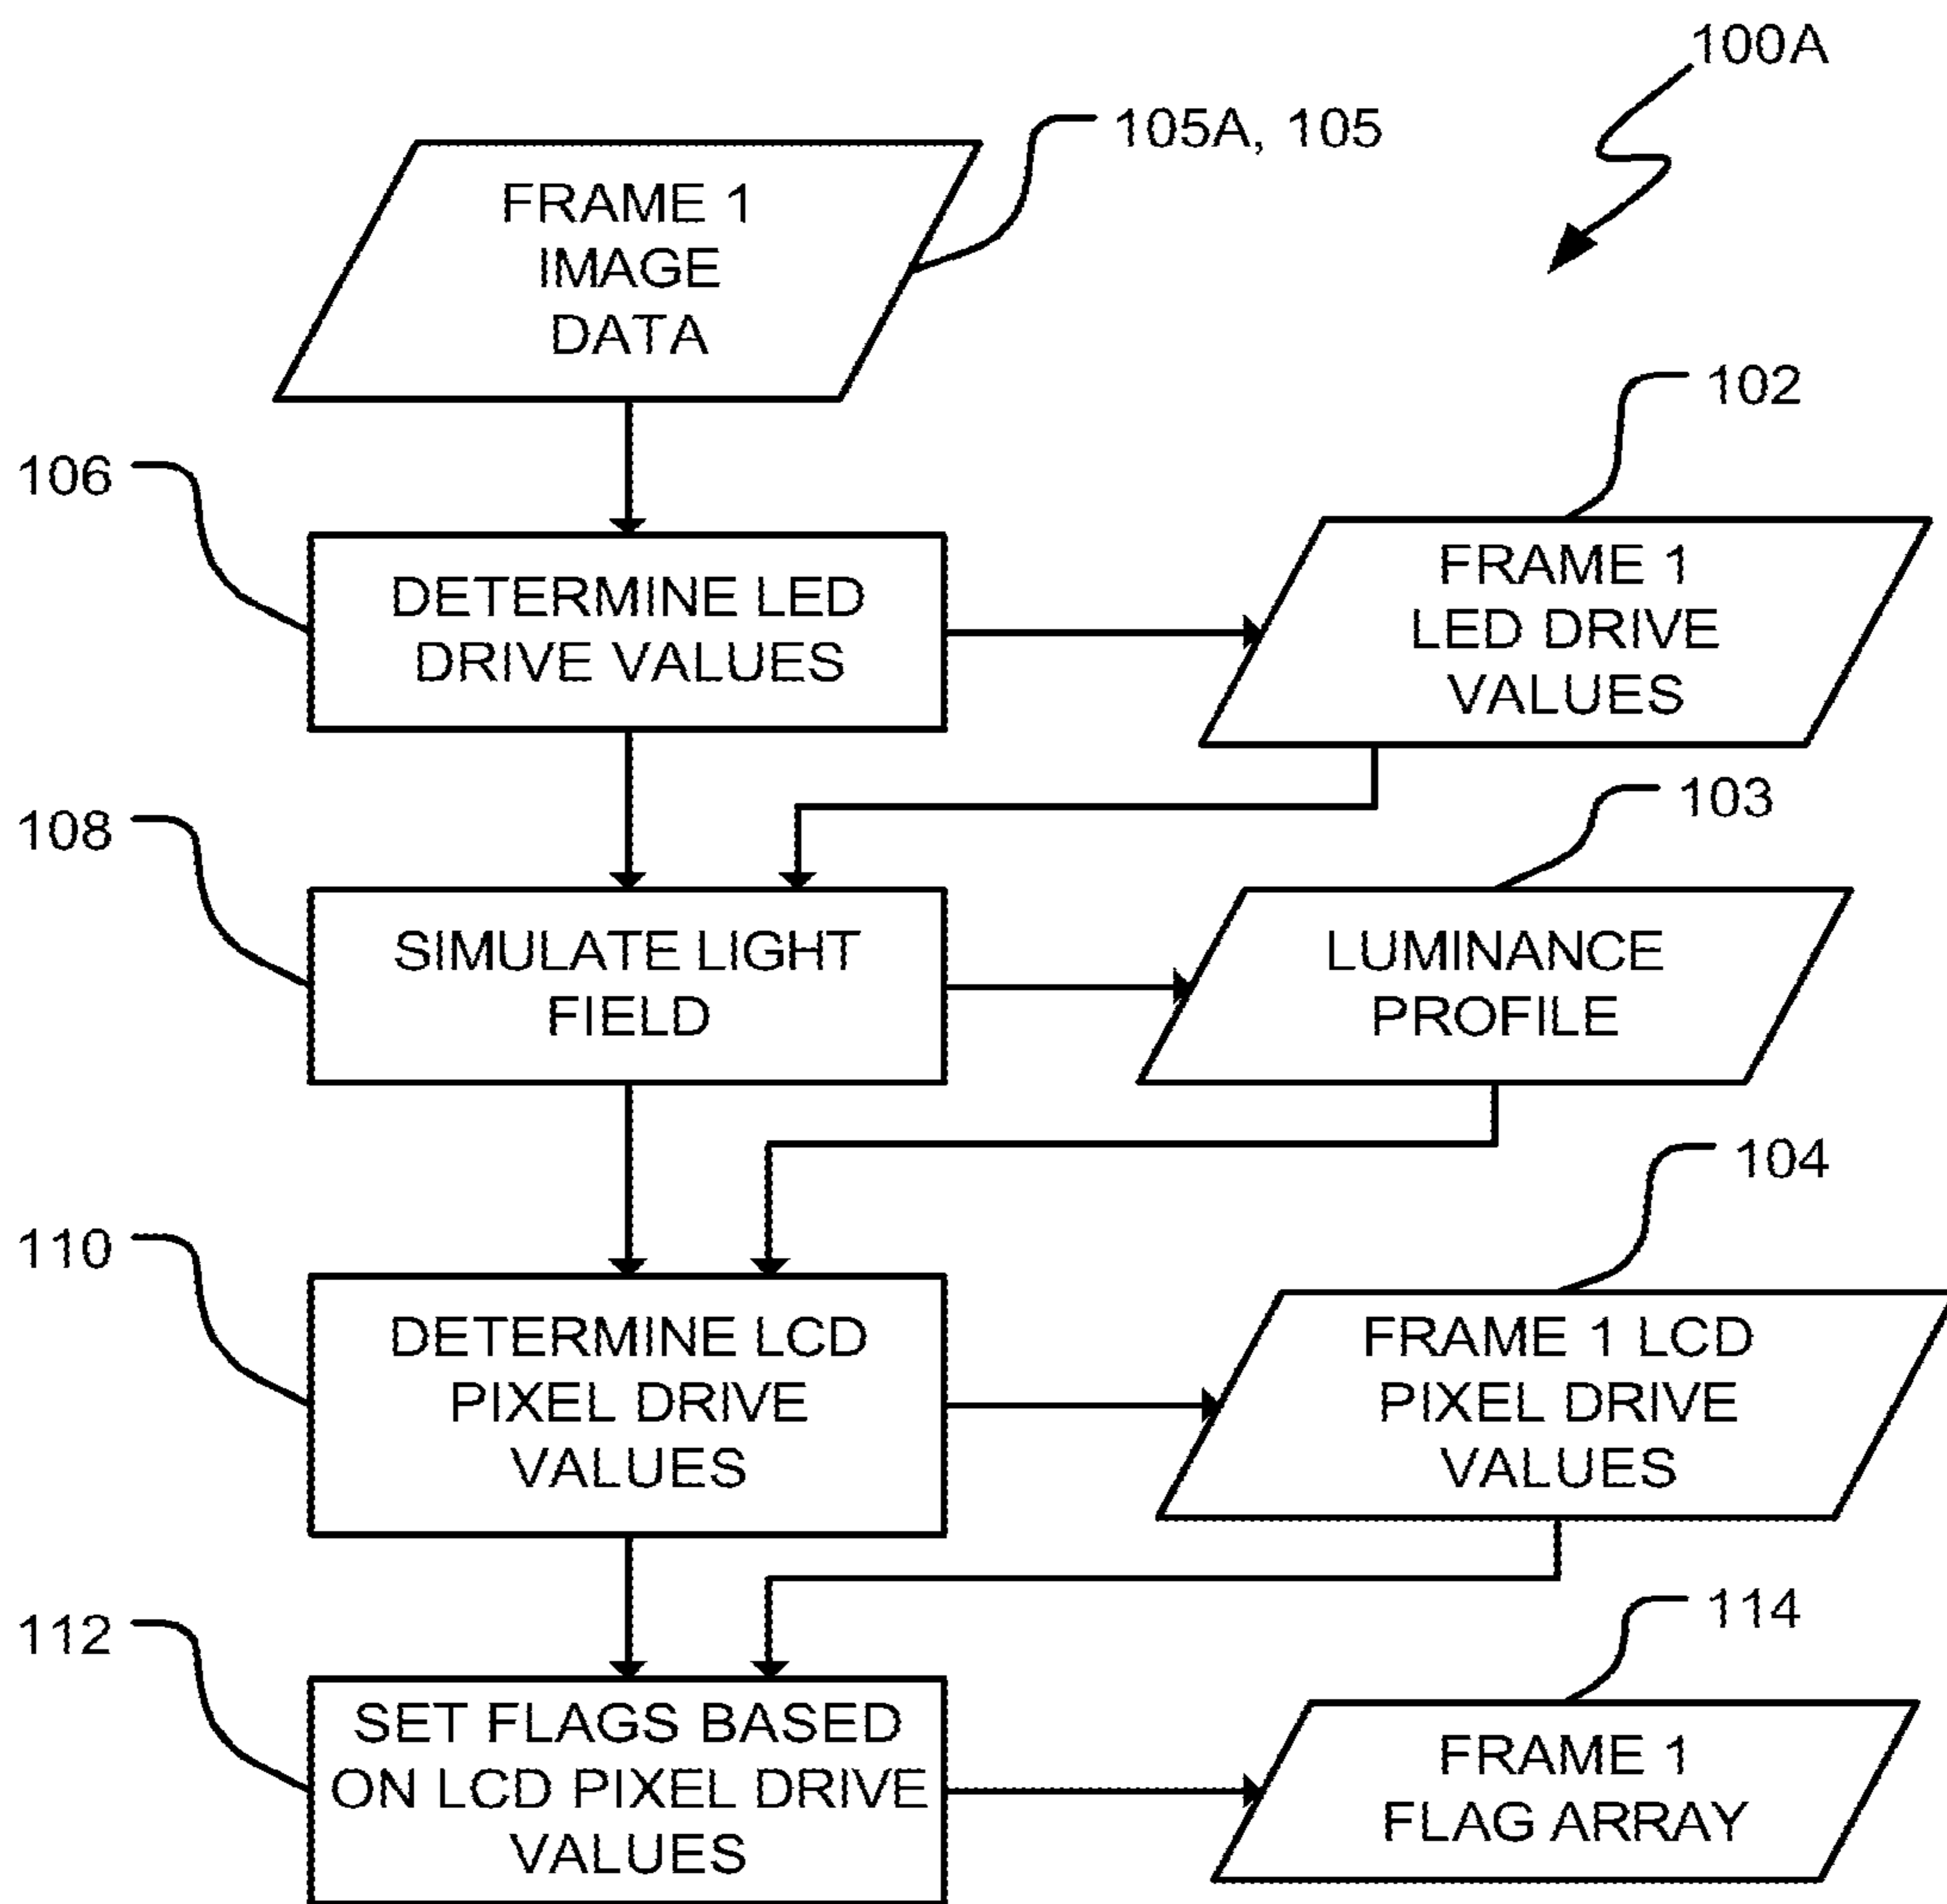 100A
105A, 105
FRAME 1
IMAGE
DATA
102
106
DETERMINE LED
DRIVE VALUES
FRAME 1
LED DRIVE
VALUES
103
108
SIMULATE LIGHT
FIELD
LUMINANCE
PROFILE
104
110
DETERMINE LCD
PIXEL DRIVE
VALUES
FRAME 1 LCD
PIXEL DRIVE
VALUES
114
112
SET FLAGS BASED
ON LCD PIXEL DRIVE
VALUES
FRAME 1
FLAG ARRAY